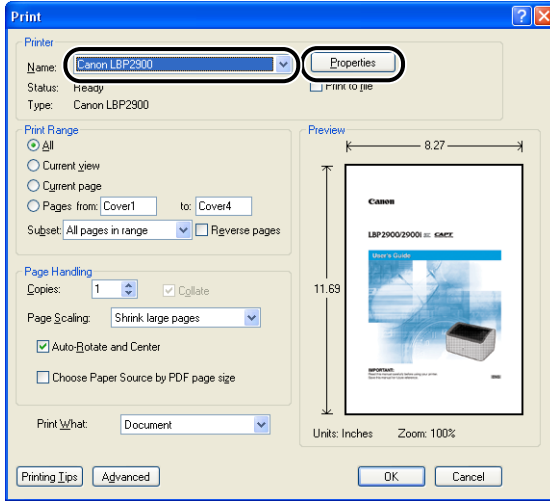 Print
Printer
Name: Canon LBP2900 Properties
Status: Ready Print to file
Type: Canon LBP2900
Print Range
All
Current view
Current page
Pages from: Cover1 to: Cover4
Subset: All pages in range Reverse pages
Page Handling
Copies: 1 Collate
Page Scaling: Shrink large pages
Auto-Rotate and Center
Choose Paper Source by PDF page size
Print What: Document
Preview
8.27
11.69
Canon
LBP2900/2900i CAPT
User's Guide
IMPORTANT:
Units: Inches Zoom: 100%
Printing Tips Advanced OK Cancel